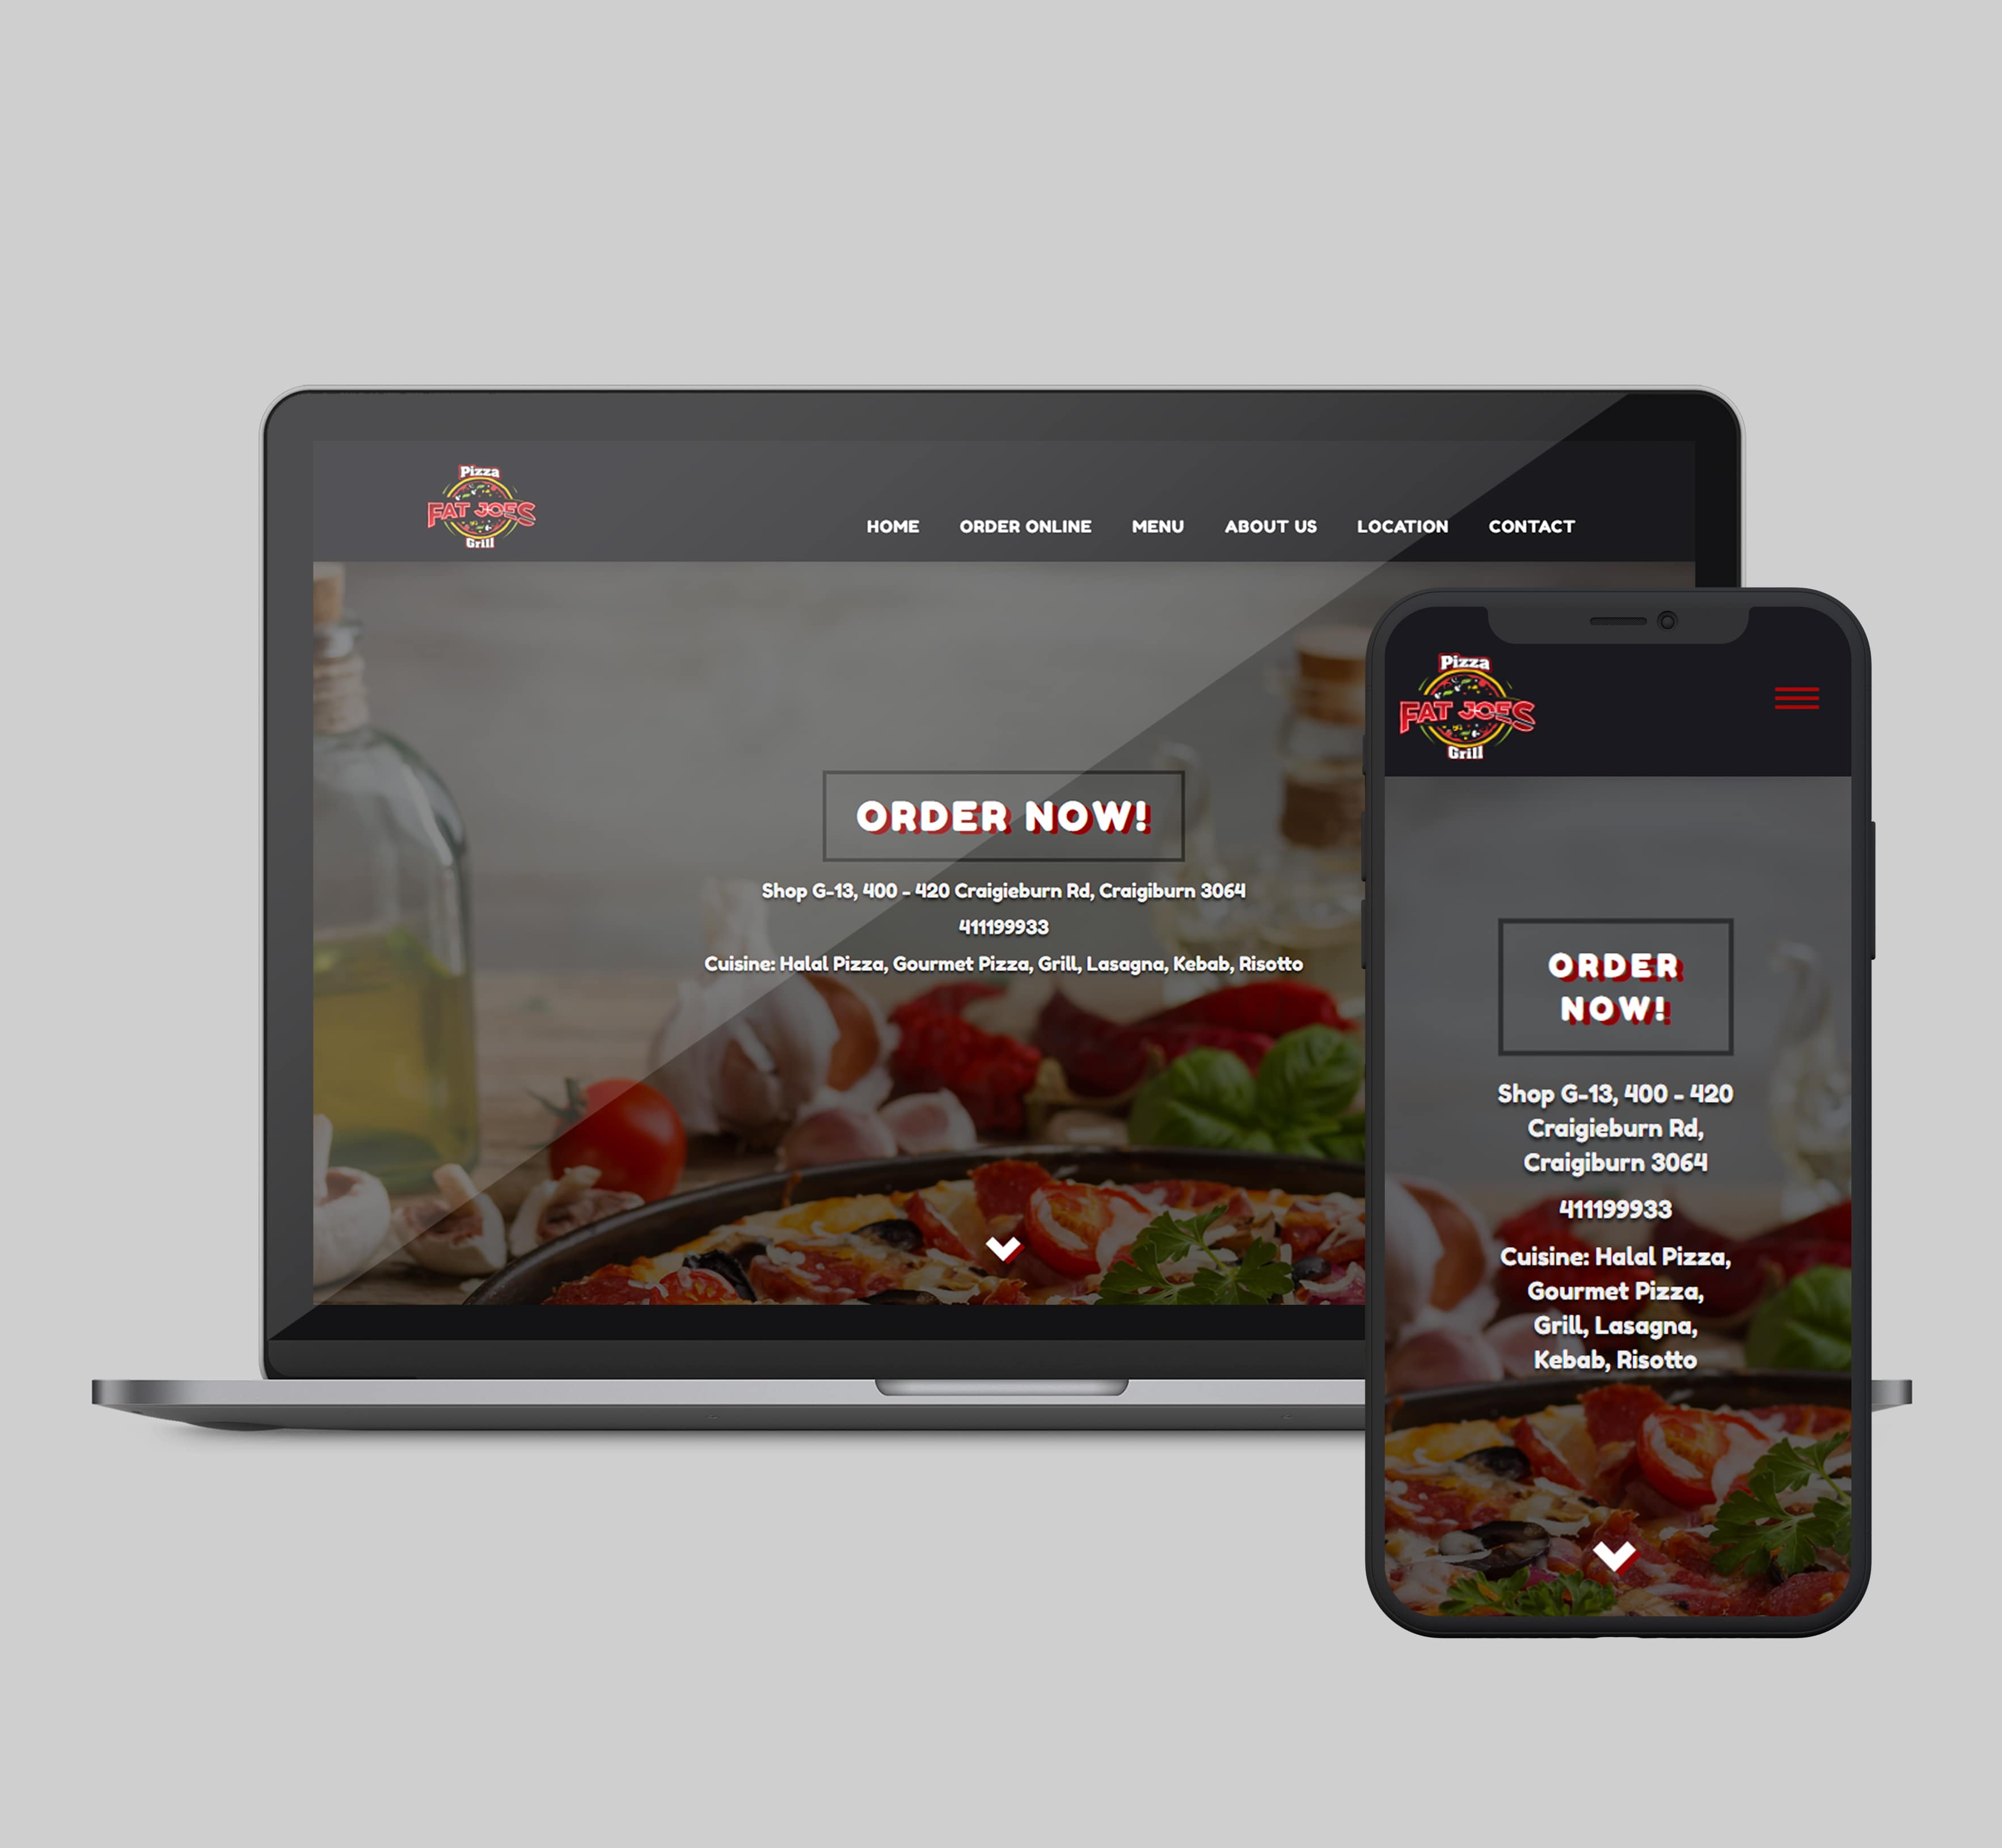 Pizza
FAT JOES
Grill
HOME ORDER ONLINE MENU ABOUT US LOCATION CONTACT
ORDER NOW!
Shop G-13, 400 - 420 Craigieburn Rd, Craigiburn 3064
411199933
Cuisine: Halal Pizza, Gourmet Pizza, Grill, Lasagna, Kebab, Risotto
Pizza
FAT JOES
Grill
ORDER
NOW!
Shop G-13, 400 - 420
Craigieburn Rd,
Craigiburn 3064
411199933
Cuisine: Halal Pizza,
Gourmet Pizza,
Grill, Lasagna,
Kebab, Risotto